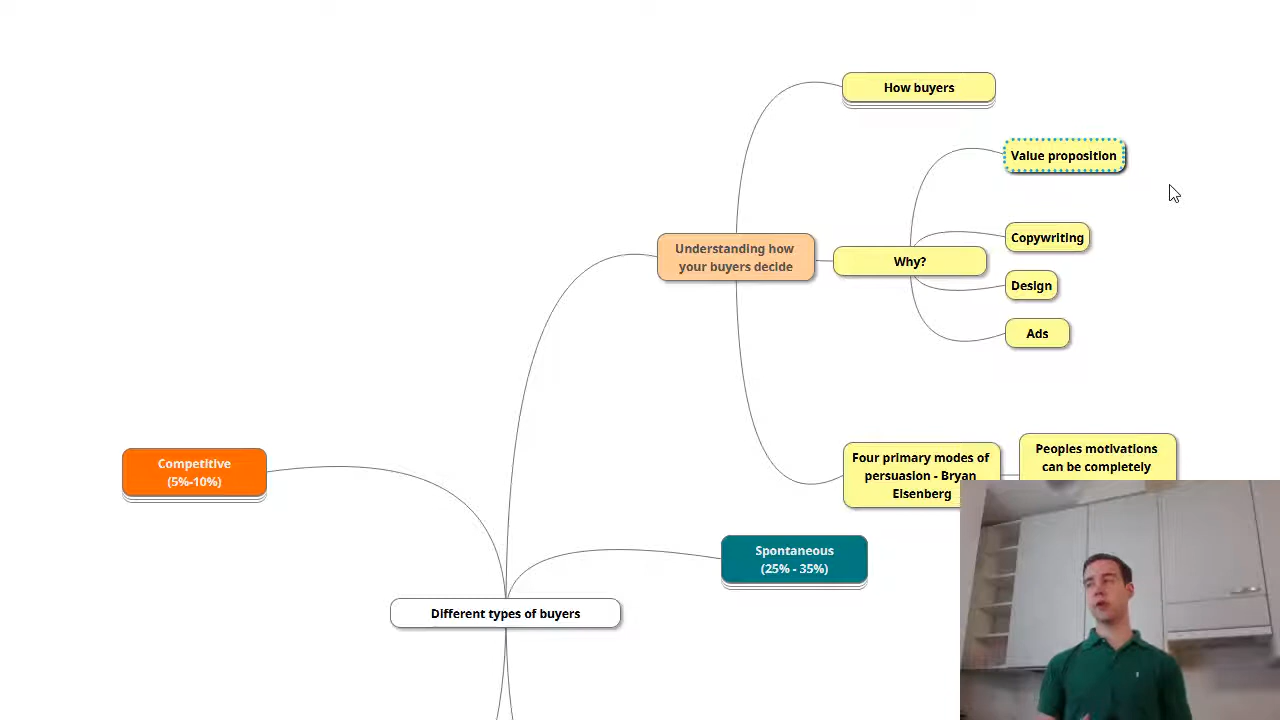 How buyers
Value proposition
Understanding how
your buyers decide
Why?
Copywriting
Design
Ads
Competitive
(5%-10%)
Four primary modes of
persuasion - Bryan
Eisenberg
Peoples motivations
can be completely
Spontaneous
(25% - 35%)
Different types of buyers